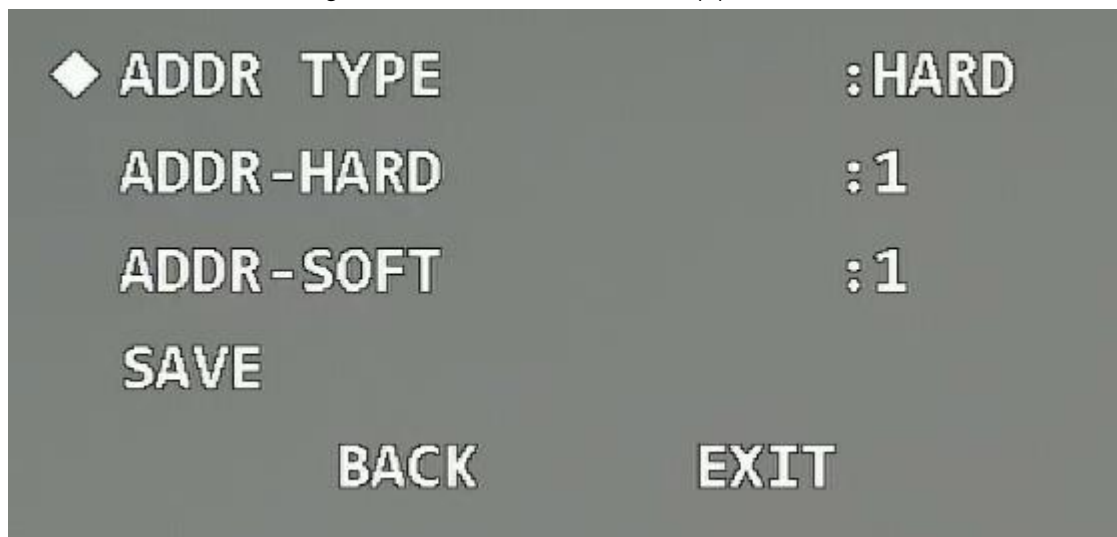 ADDR TYPE :HARD
ADDR-HARD :1
ADDR-SOFT :1
SAVE
BACK EXIT